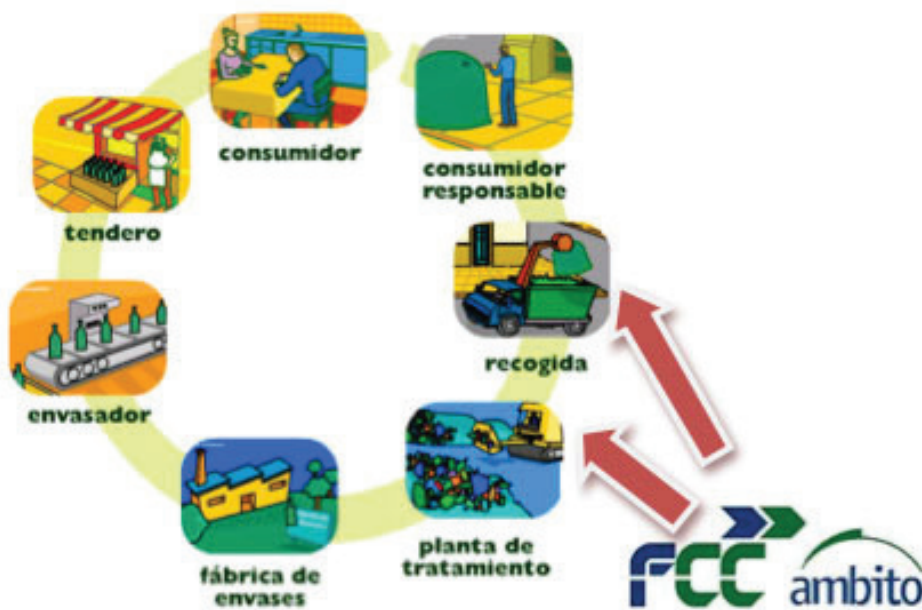 consumidor
consumidor
responsable
tendero
recogida
envasador
planta de
tratamiento
fábrica de
envases
FCC
ambito